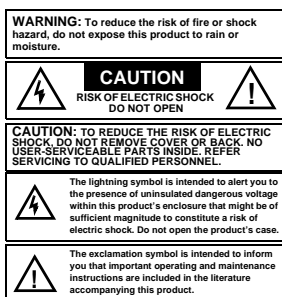 WARNING: To reduce the risk of fire or shock
hazard, do not expose this product to rain or
moisture.
CAUTION
RISK OF ELECTRIC SHOCK
DO NOT OPEN
CAUTION: TO REDUCE THE RISK OF ELECTRIC
SHOCK, DO NOT REMOVE COVER OR BACK. NO
USER-SERVICEABLE PARTS INSIDE. REFER
SERVICING TO QUALIFIED PERSONNEL.
The lightning symbol is intended to alert you to
the presence of uninsulated dangerous voltage
within this product's enclosure that might be of
sufficient magnitude to constitute a risk of
electric shock. Do not open the product's case.
The exclamation symbol is intended to inform
you that important operating and maintenance
instructions are included in the literature
accompanying this product.